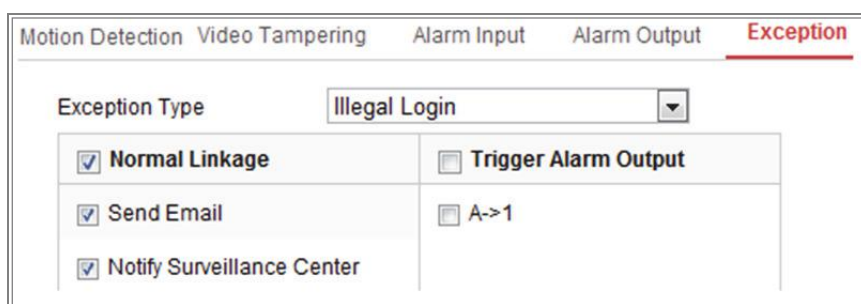 Motion Detection Video Tampering Alarm Input Alarm Output Exception
Exception Type Illegal Login
Normal Linkage Trigger Alarm Output
Send Email A->1
Notify Surveillance Center